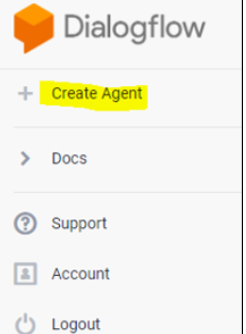 Dialogflow
Create Agent
Docs
Support
Account
Logout